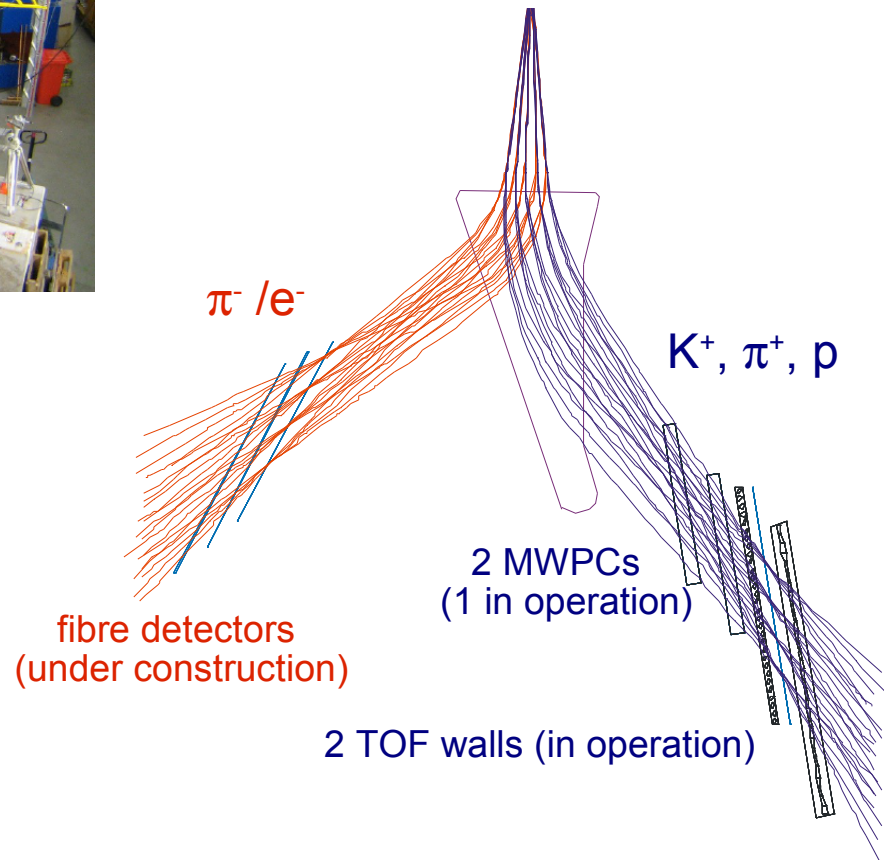 π⁻ /e⁻
K⁺, π⁺, p
2 MWPCs
(1 in operation)
fibre detectors
(under construction)
2 TOF walls (in operation)